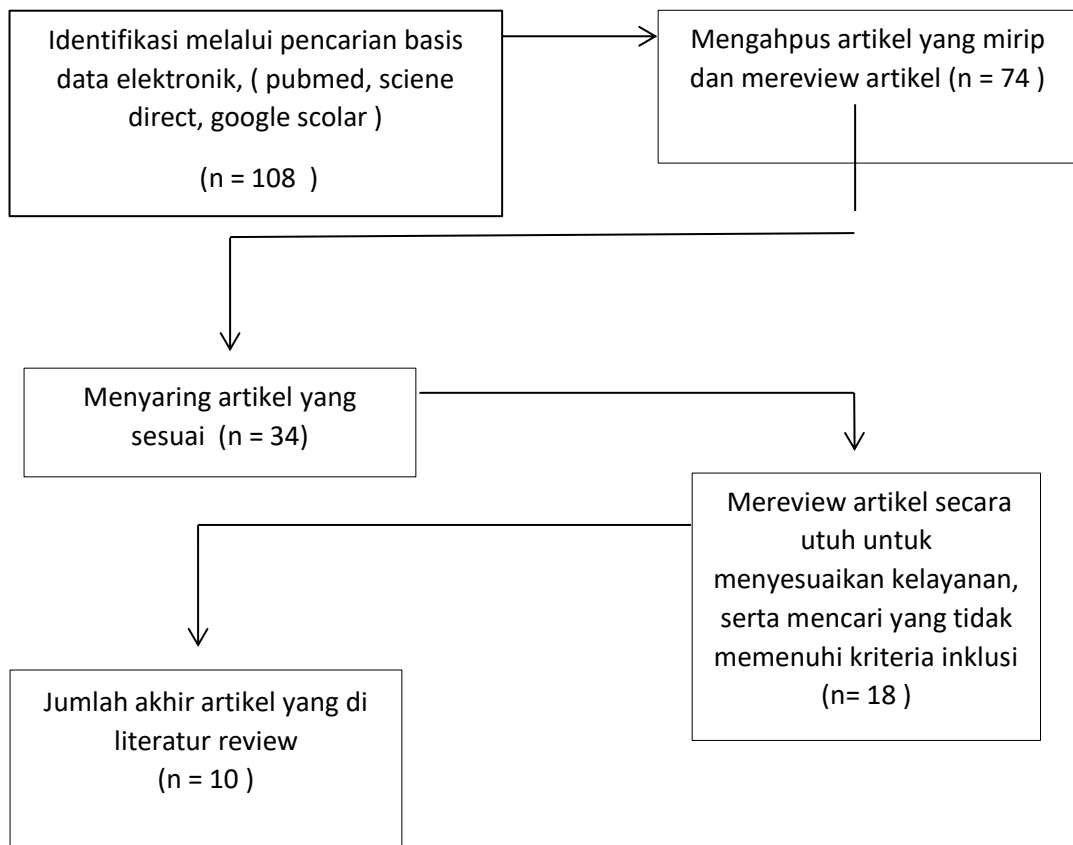 Identifikasi melalui pencarian basis
data elektronik, ( pubmed, sciene
direct, google scolar )
(n = 108 )
Mengahpus artikel yang mirip
dan mereview artikel (n = 74 )
Menyaring artikel yang
sesuai (n = 34)
Mereview artikel secara
utuh untuk
menyesuaikan kelayanan,
serta mencari yang tidak
memenuhi kriteria inklusi
(n= 18 )
Jumlah akhir artikel yang di
literatur review
(n = 10 )